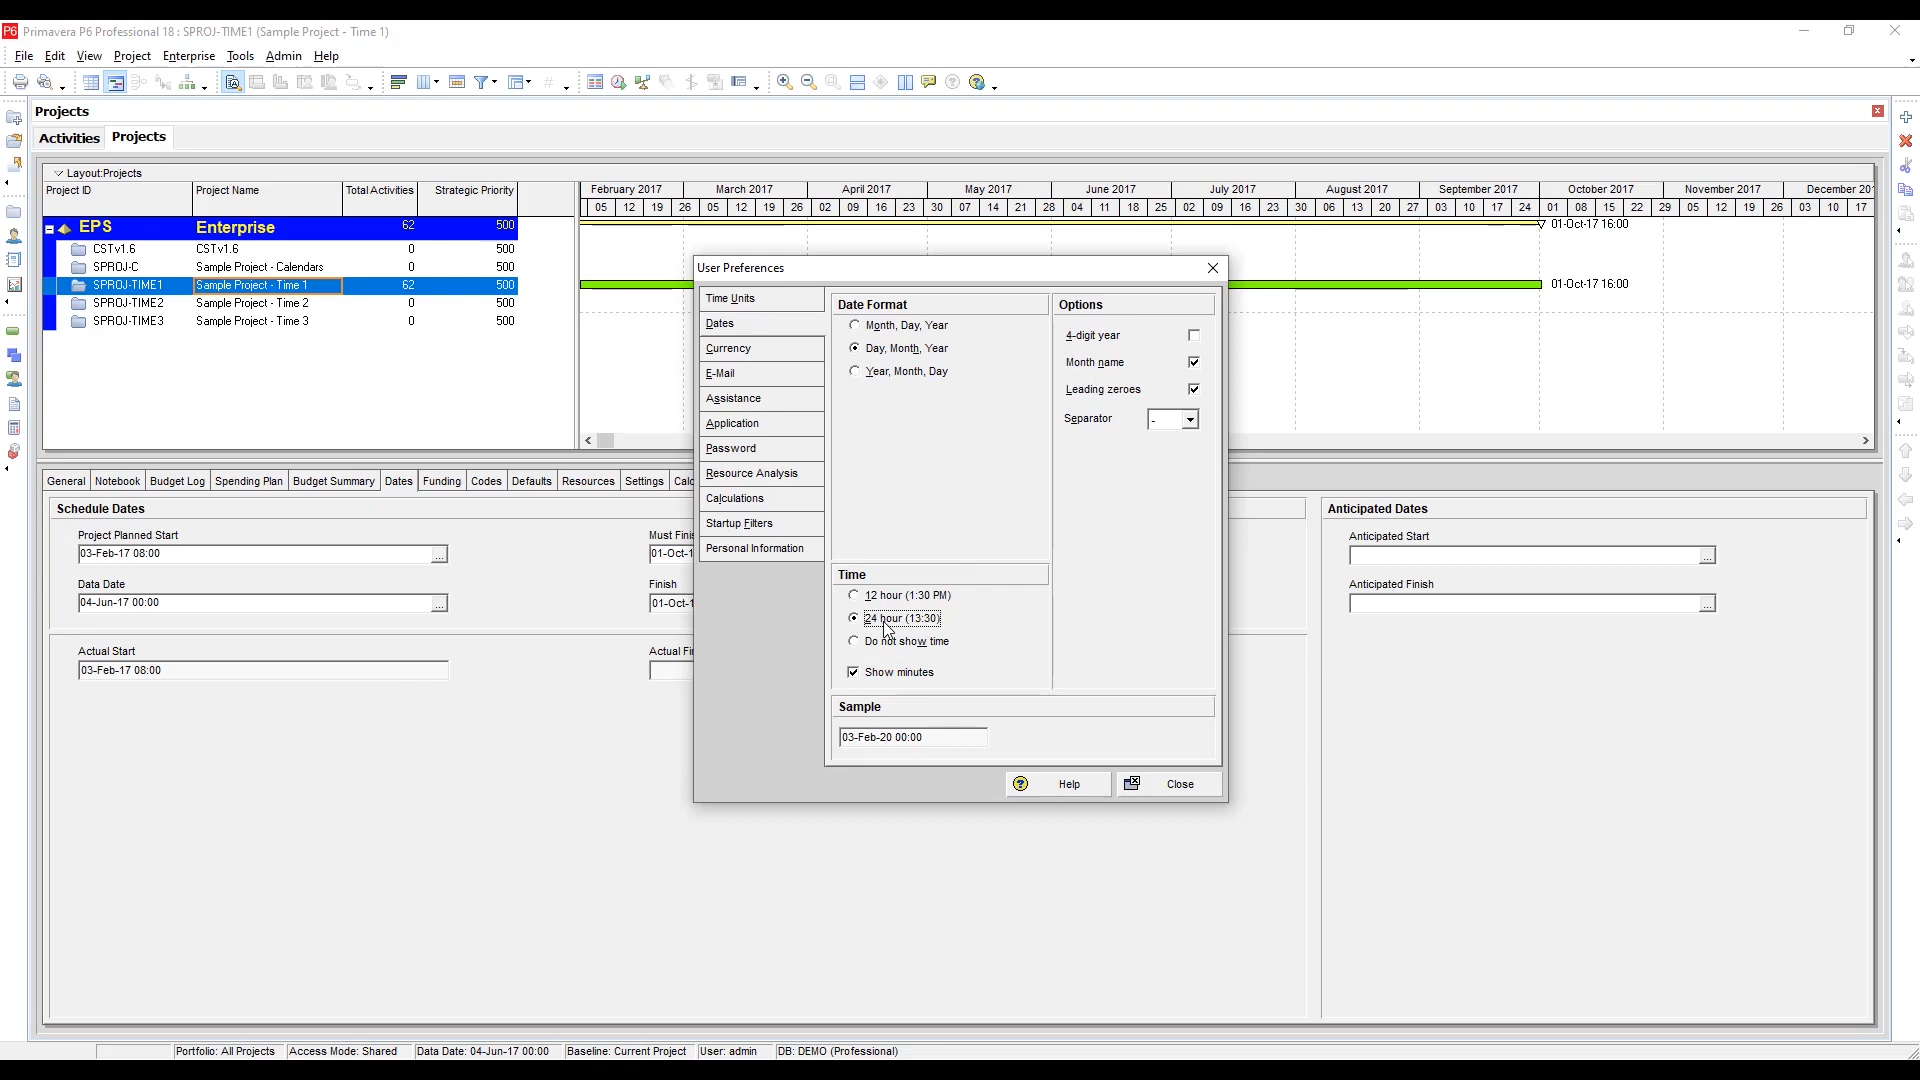 P6 Primavera P6 Professional 18 : SPROJ-TIME1 (Sample Project - Time 1)
File Edit View Project Enterprise Tools Admin Help
Projects
Activities Projects
Layout:Projects
Project ID Project Name Total Activities Strategic Priority
February 2017 March 2017 April 2017 May 2017 June 2017 July 2017 August 2017 September 2017 October 2017 November 2017 December 201
05 12 19 26 05 12 19 26 02 09 16 23 30 07 14 21 28 04 11 18 25 02 09 16 23 30 06 13 20 27 03 10 17 24 01 08 15 22 29 05 12 19 26 03 10 17
EPS Enterprise 62 500 01-Oct-17 16:00
CSTv1.6 CSTv1.6 0 500
SPROJ-C Sample Project - Calendars 0 500
SPROJ-TIME1 Sample Project - Time 1 62 500 01-Oct-17 16:00
SPROJ-TIME2 Sample Project - Time 2 0 500
SPROJ-TIME3 Sample Project - Time 3 0 500
User Preferences
Time Units
Dates
Currency
E-Mail
Assistance
Application
Password
Resource Analysis
Calculations
Startup Filters
Personal Information
Date Format
Month, Day, Year
Day, Month, Year
Year, Month, Day
Options
4-digit year
Month name
Leading zeroes
Separator -
Time
12 hour (1:30 PM)
24 hour (13:30)
Do not show time
Show minutes
Sample
03-Feb-20 00:00
Help Close
General Notebook Budget Log Spending Plan Budget Summary Dates Funding Codes Defaults Resources Settings Calc
Schedule Dates
Project Planned Start
03-Feb-17 08:00 ...
Data Date
04-Jun-17 00:00 ...
Must Finis
01-Oct-1
Finish
01-Oct-1
Actual Start
03-Feb-17 08:00
Actual Fi
Anticipated Dates
Anticipated Start
...
Anticipated Finish
...
Portfolio: All Projects Access Mode: Shared Data Date: 04-Jun-17 00:00 Baseline: Current Project User: admin DB: DEMO (Professional)